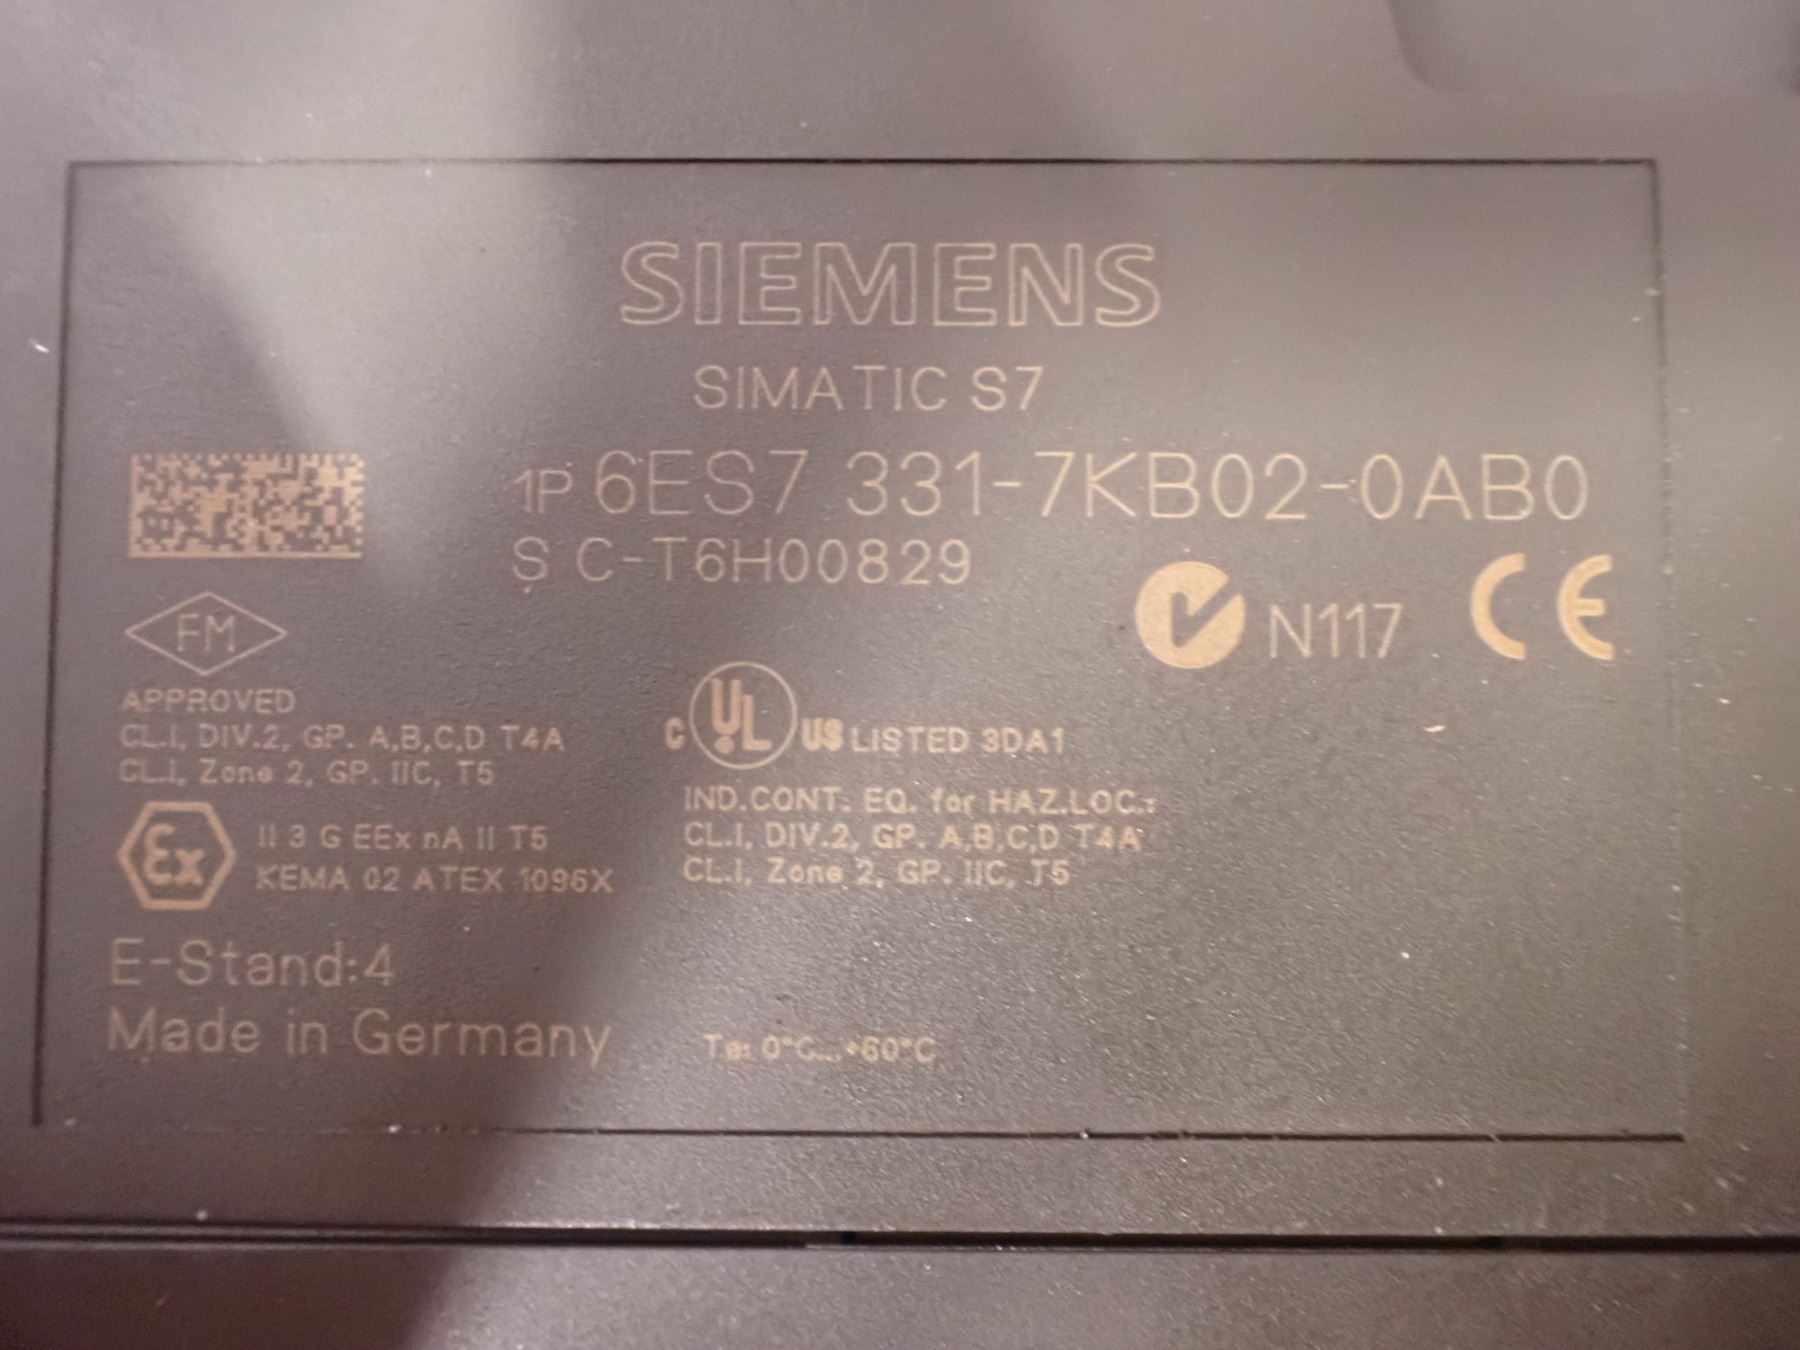 SIEMENS
SIMATIC S7
1P 6ES7 331-7KB02-0AB0
S C-T6H00829
N117 CE
FM
APPROVED
CL.I, DIV.2, GP. A,B,C,D T4A
CL.I, Zone 2, GP. IIC, T5
C UL US LISTED 3DA1
IND.CONT. EQ. for HAZ.LOC.:
CL.I, DIV.2, GP. A,B,C,D T4A
CL.I, Zone 2, GP. IIC, T5
Ex II 3 G EEx nA II T5
KEMA 02 ATEX 1096X
E-Stand:4
Made in Germany
Ta: 0°C...+60°C